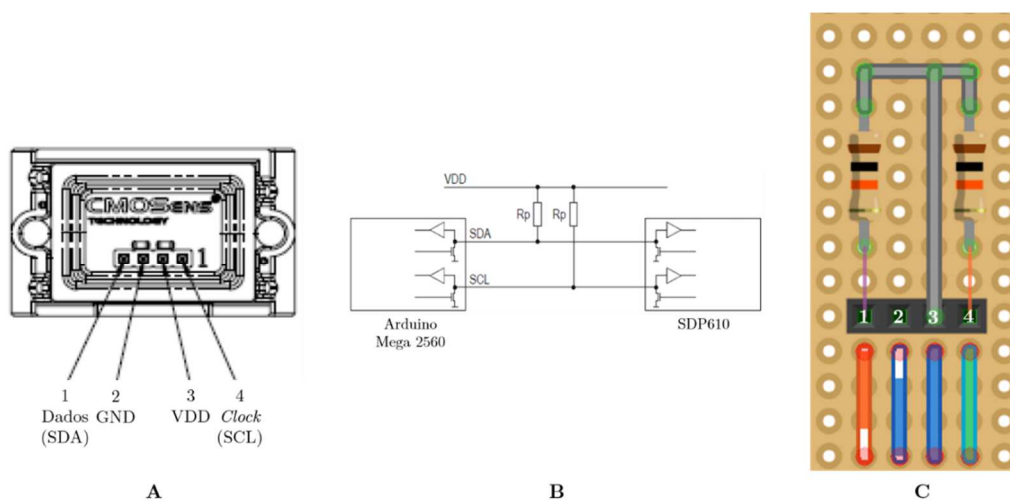 CMOSENS®
TECHNOLOGY
1
1
Dados
(SDA)
2
GND
3
VDD
4
Clock
(SCL)
A
VDD
Rp
Rp
SDA
SCL
Arduino
Mega 2560
SDP610
B
1 2 3 4
C